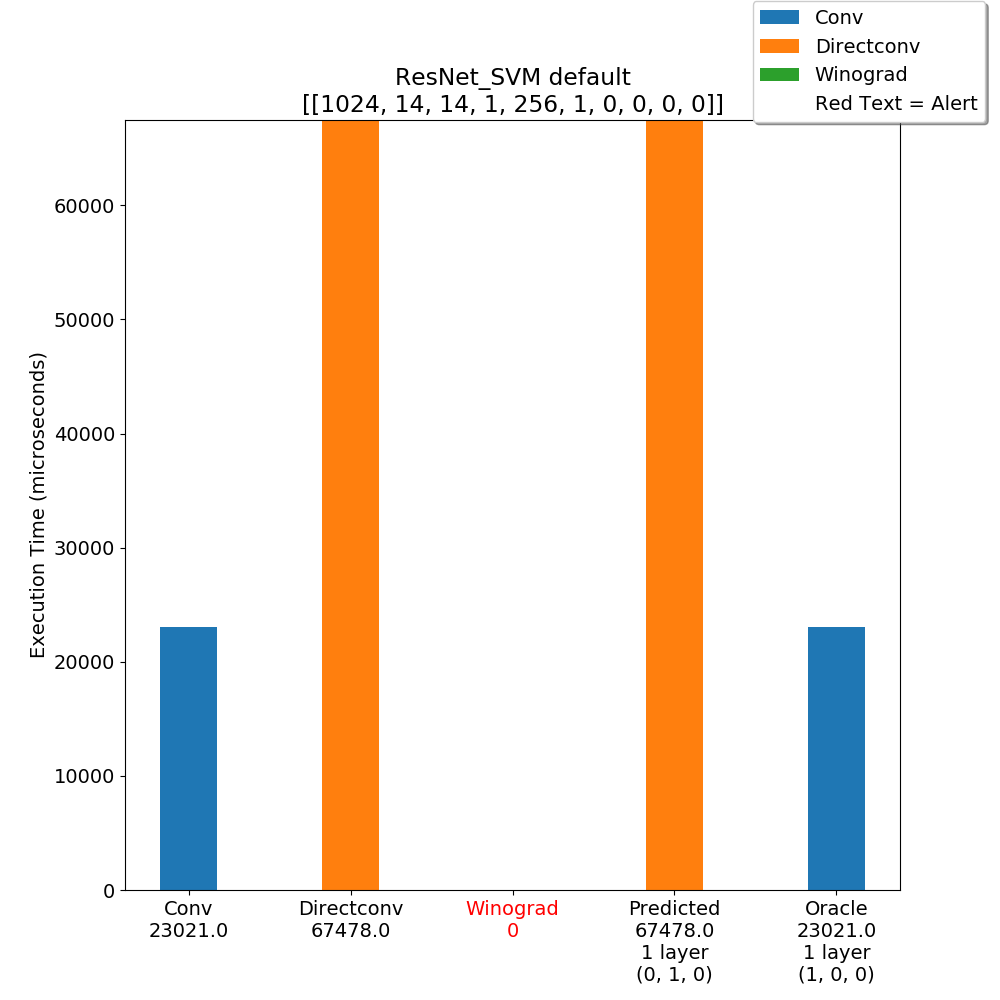 Conv
Directconv
Winograd
Red Text = Alert
ResNet_SVM default
[[1024, 14, 14, 1, 256, 1, 0, 0, 0, 0]]
Execution Time (microseconds)
60000
50000
40000
30000
20000
10000
0
Conv
23021.0
Directconv
67478.0
Winograd
0
Predicted
67478.0
1 layer
(0, 1, 0)
Oracle
23021.0
1 layer
(1, 0, 0)